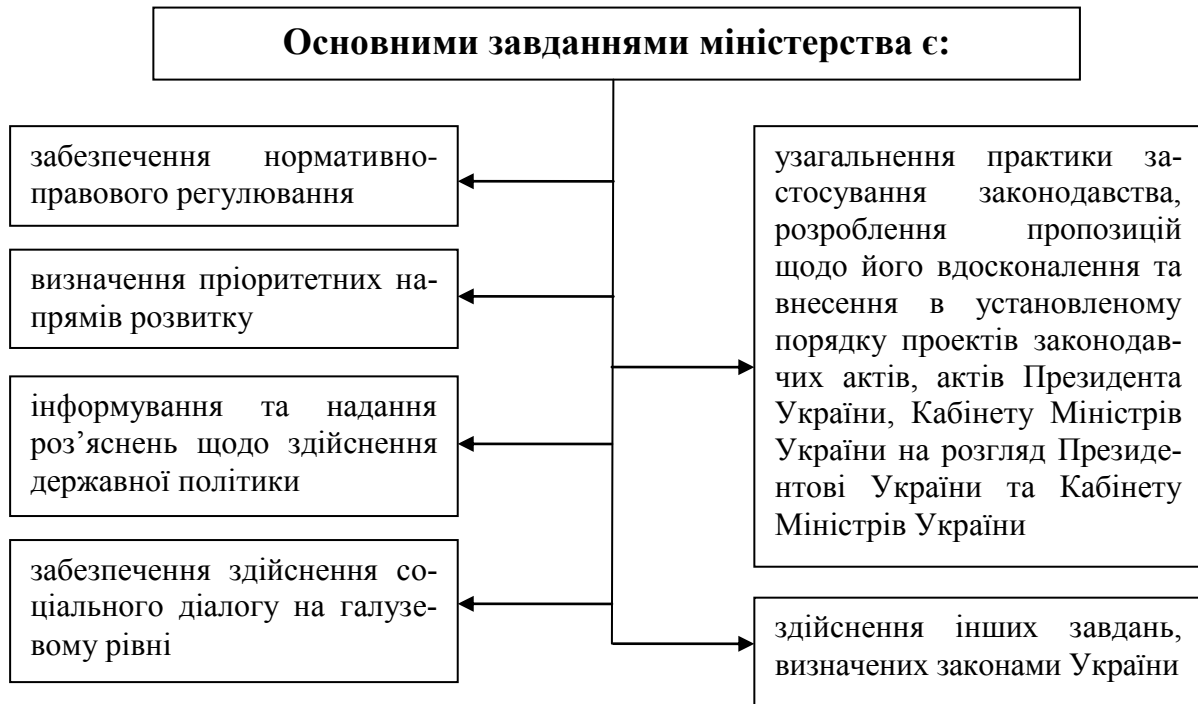 Основними завданнями міністерства є:
забезпечення нормативно-
правового регулювання
визначення пріоритетних на-
прямів розвитку
інформування та надання
роз’яснень щодо здійснення
державної політики
забезпечення здійснення со-
ціального діалогу на галузе-
вому рівні
узагальнення практики за-
стосування законодавства,
розроблення пропозицій
щодо його вдосконалення та
внесення в установленому
порядку проектів законодав-
чих актів, актів Президента
України, Кабінету Міністрів
України на розгляд Президе-
нтові України та Кабінету
Міністрів України
здійснення інших завдань,
визначених законами України